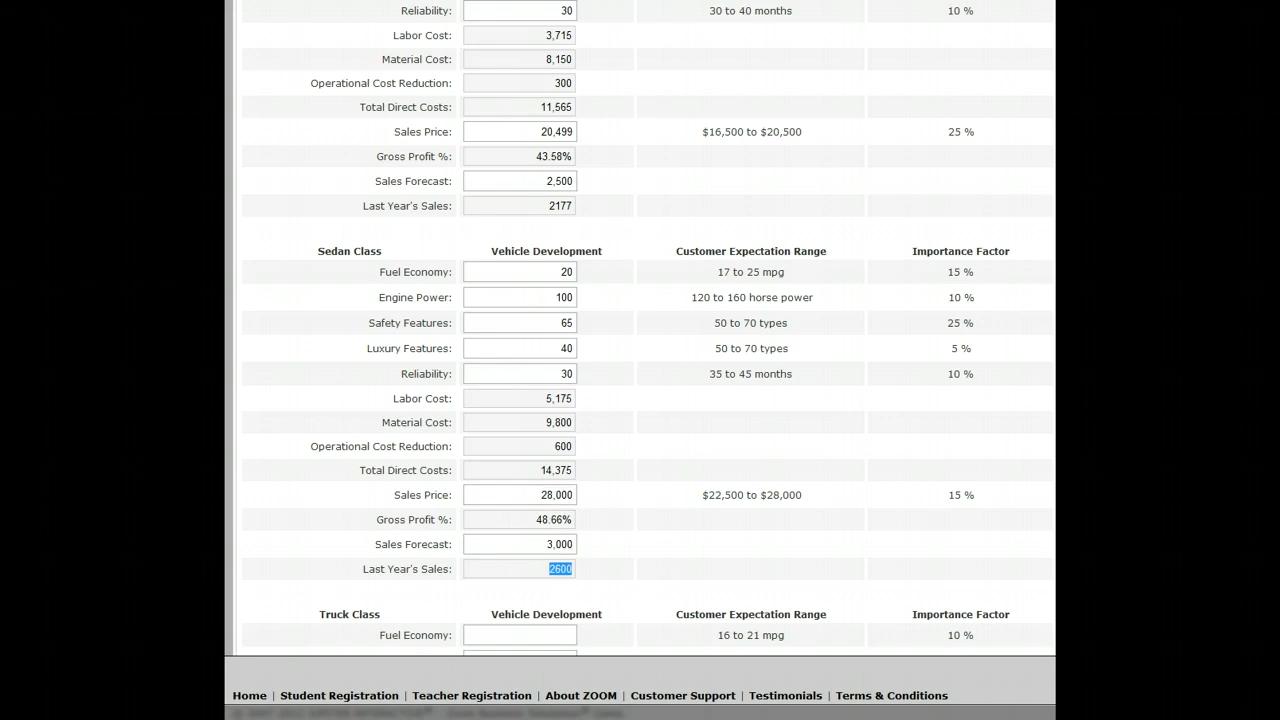 Reliability: 30 30 to 40 months 10 %
Labor Cost: 3,715
Material Cost: 8,150
Operational Cost Reduction: 300
Total Direct Costs: 11,565
Sales Price: 20,499 $16,500 to $20,500 25 %
Gross Profit %: 43.58%
Sales Forecast: 2,500
Last Year's Sales: 2177
Sedan Class Vehicle Development Customer Expectation Range Importance Factor
Fuel Economy: 20 17 to 25 mpg 15 %
Engine Power: 100 120 to 160 horse power 10 %
Safety Features: 65 50 to 70 types 25 %
Luxury Features: 40 50 to 70 types 5 %
Reliability: 30 35 to 45 months 10 %
Labor Cost: 5,175
Material Cost: 9,800
Operational Cost Reduction: 600
Total Direct Costs: 14,375
Sales Price: 28,000 $22,500 to $28,000 15 %
Gross Profit %: 48.66%
Sales Forecast: 3,000
Last Year's Sales: 2600
Truck Class Vehicle Development Customer Expectation Range Importance Factor
Fuel Economy: 16 to 21 mpg 10 %
Home | Student Registration | Teacher Registration | About ZOOM | Customer Support | Testimonials | Terms & Conditions